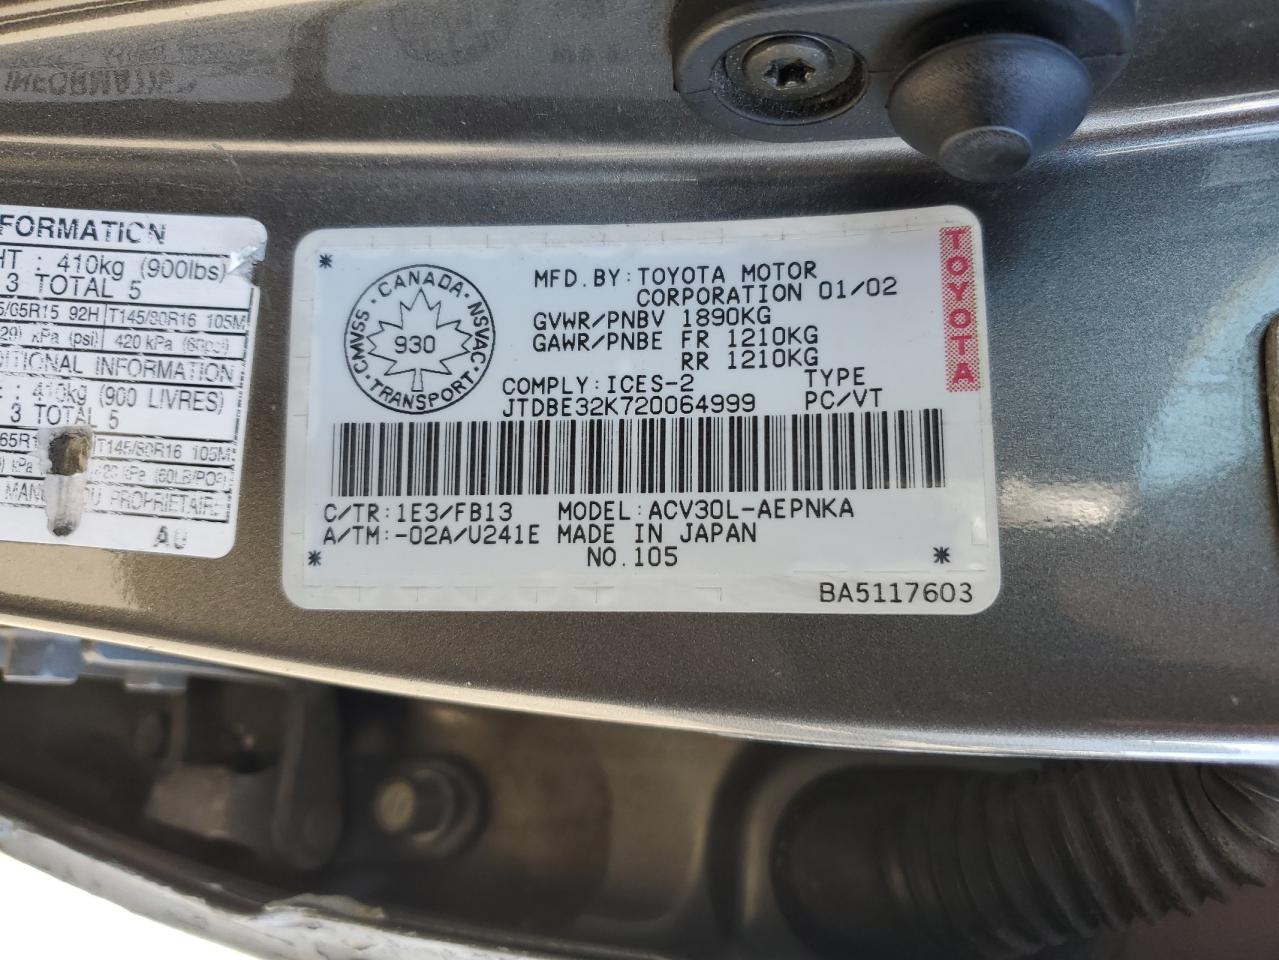 FORMATION
HT : 410kg (900lbs)
3 TOTAL 5
65R15 92H T145/80R16 105M
kPa (psi) 420 kPa (60psi)
DITIONAL INFORMATION
: 410kg (900 LIVRES)
3 TOTAL 5
T145/80R16 105M
kPa
MAN DU PROPRIETAIRE
AU
*
CANADA
CMVSS
NSVAC
930
TRANSPORT
MFD. BY: TOYOTA MOTOR
CORPORATION 01/02
GVWR/PNBV 1890KG
GAWR/PNBE FR 1210KG
RR 1210KG
COMPLY: ICES-2 TYPE
JTDBE32K720064999 PC/VT
TOYOTA
C/TR: 1E3/FB13 MODEL: ACV30L-AEPNKA
A/TM: -02A/U241E MADE IN JAPAN
* NO. 105 *
BA5117603